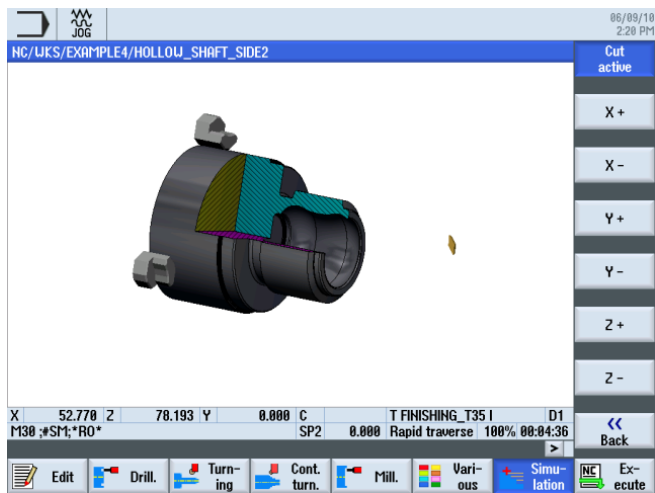 JOG
06/09/10
2:20 PM
NC/WKS/EXAMPLE4/HOLLOW_SHAFT_SIDE2
Cut
active
X +
X -
Y +
Y -
Z +
Z -
<<
Back
X 52.770 Z 78.193 Y 0.000 C T FINISHING_T35 I D1
M30 ;#SM;*RO* SP2 0.000 Rapid traverse 100% 00:04:36
>
Edit
Drill.
Turn-
ing
Cont.
turn.
Mill.
Vari-
ous
Simu-
lation
NC Ex-
ecute